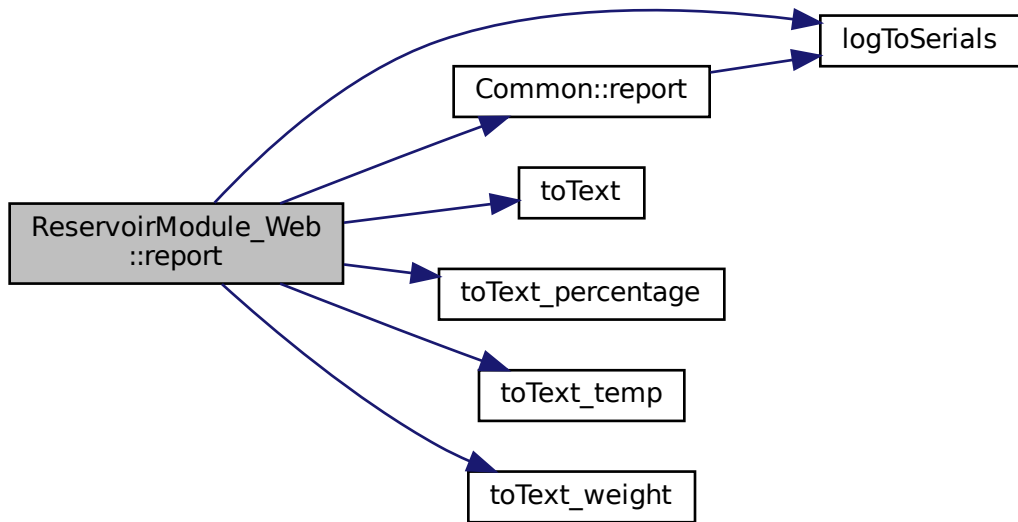 logToSerials
Common::report
toText
ReservoirModule_Web
::report
toText_percentage
toText_temp
toText_weight